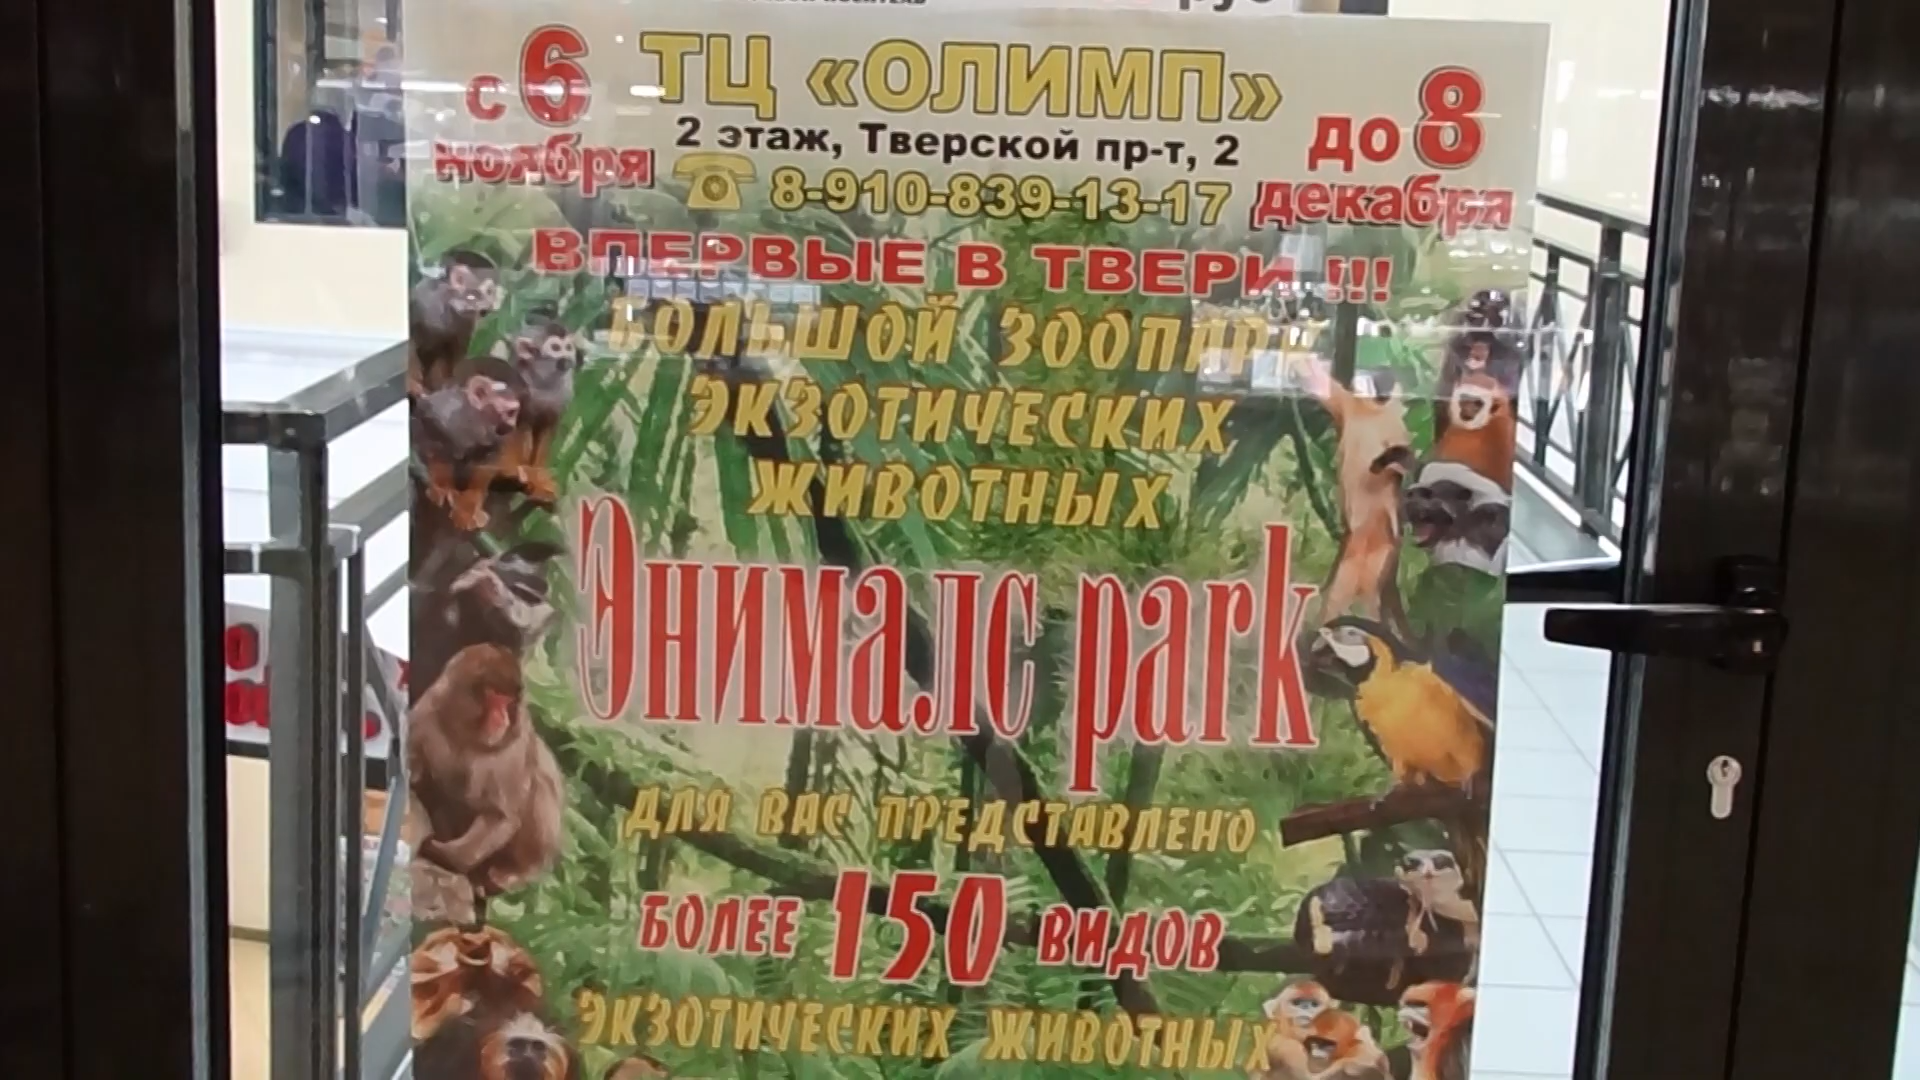 руб
ТЦ «ОЛИМП»
с 6 ноября
до 8 декабря
2 этаж, Тверской пр-т, 2
8-910-839-13-17
ВПЕРВЫЕ В ТВЕРИ !!!
БОЛЬШОЙ ЗООПАРК
ЭКЗОТИЧЕСКИХ
ЖИВОТНЫХ
Энималс park
ДЛЯ ВАС ПРЕДСТАВЛЕНО
БОЛЕЕ 150 ВИДОВ
ЭКЗОТИЧЕСКИХ ЖИВОТНЫХ